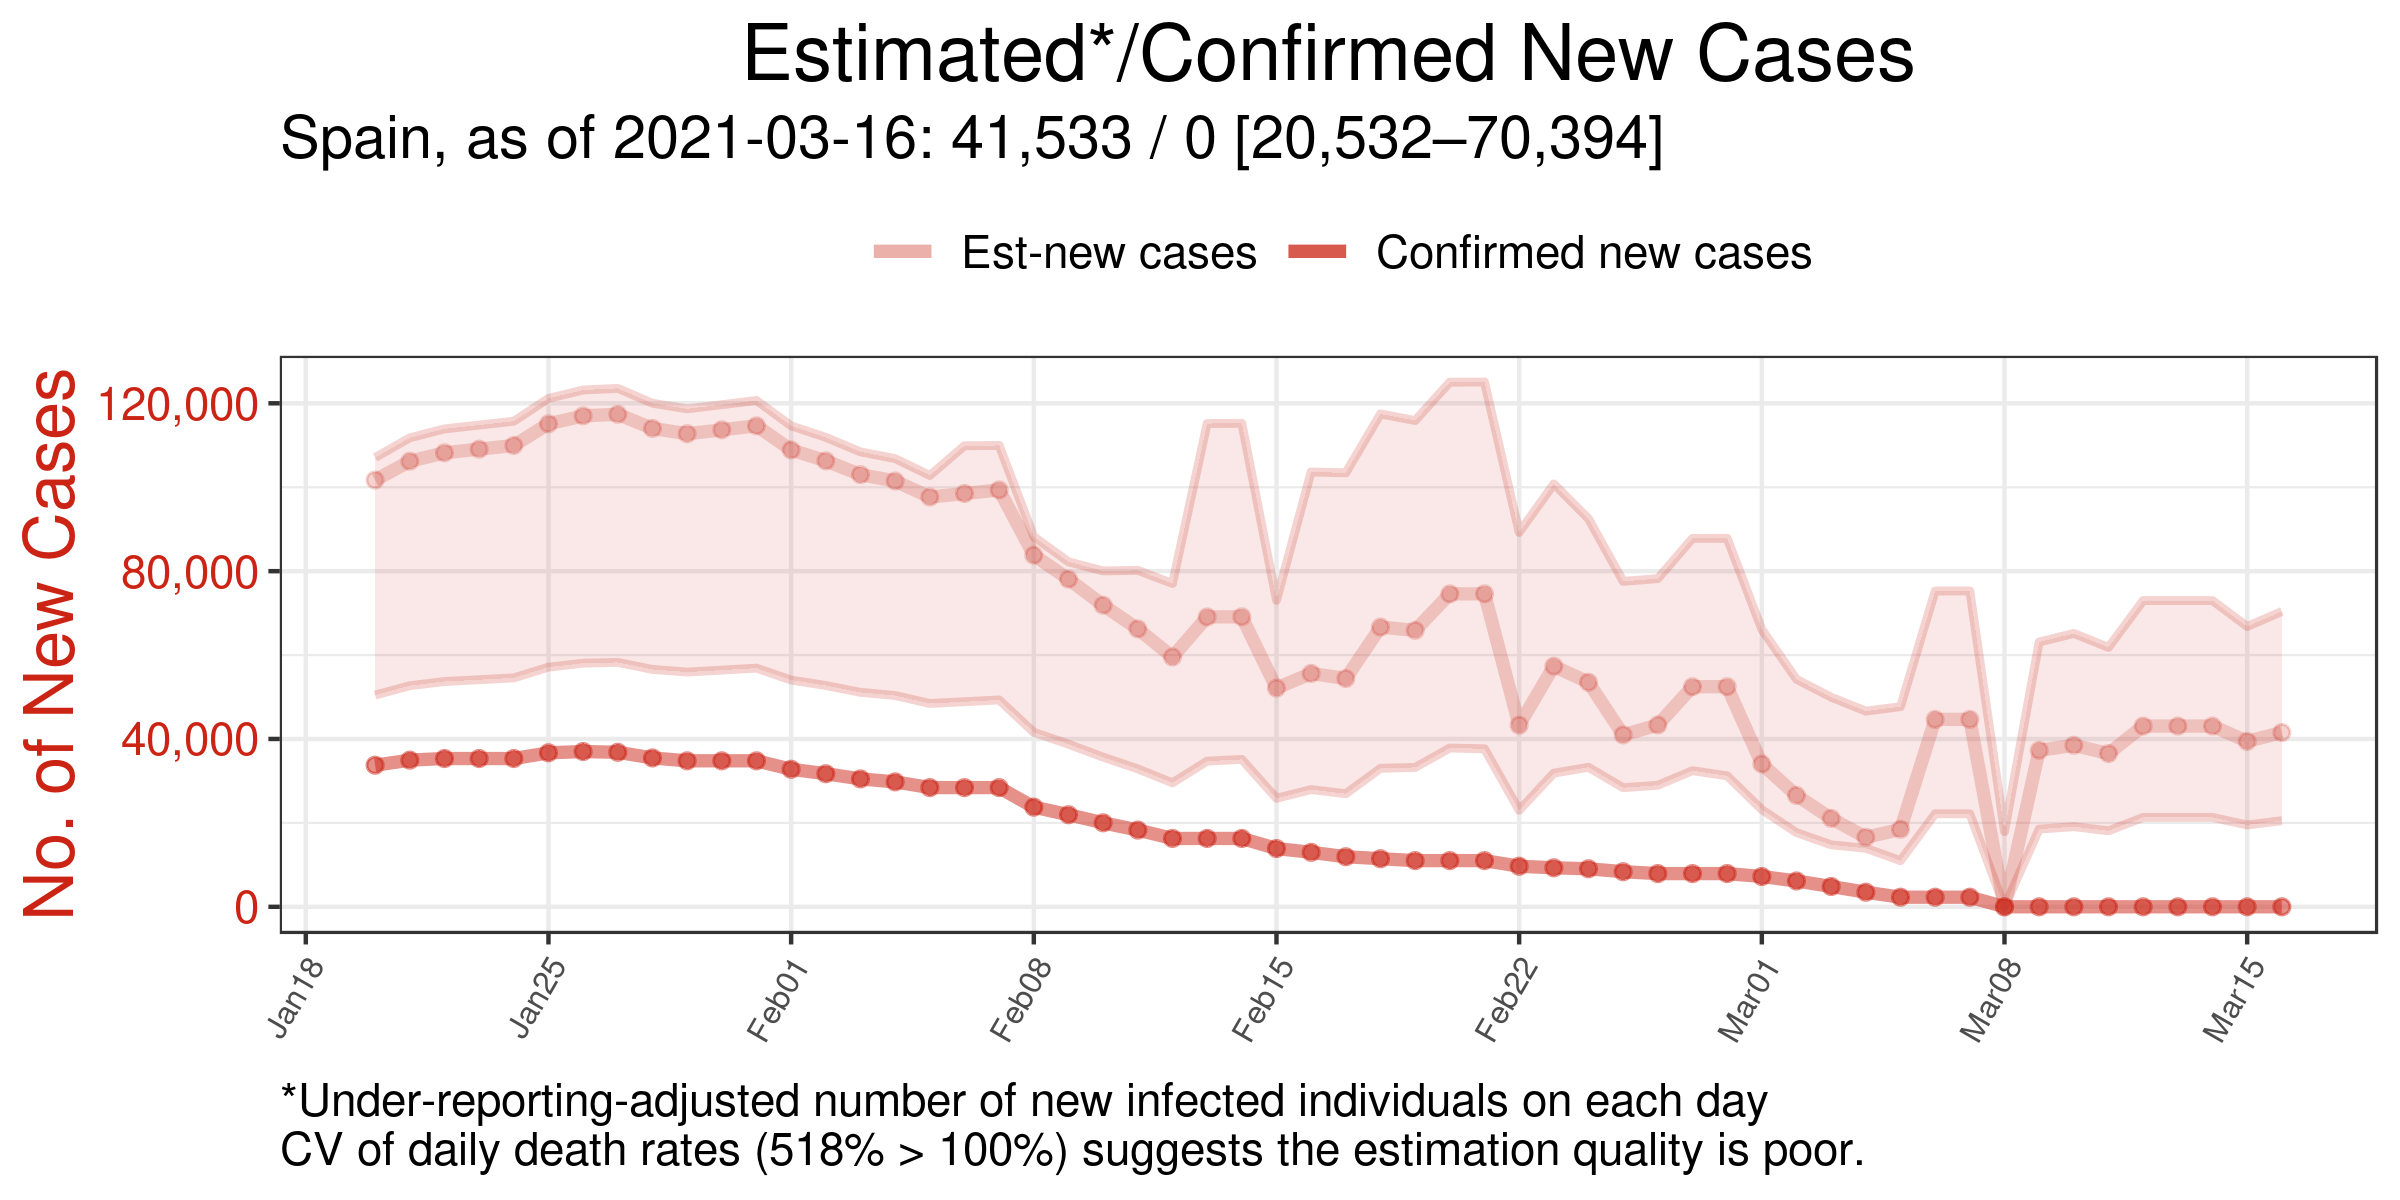 Estimated*/Confirmed New Cases
Spain, as of 2021-03-16: 41,533 / 0 [20,532–70,394]
Est-new cases
Confirmed new cases
No. of New Cases
120,000
80,000
40,000
0
Jan18
Jan25
Feb01
Feb08
Feb15
Feb22
Mar01
Mar08
Mar15
*Under-reporting-adjusted number of new infected individuals on each day
CV of daily death rates (518% > 100%) suggests the estimation quality is poor.